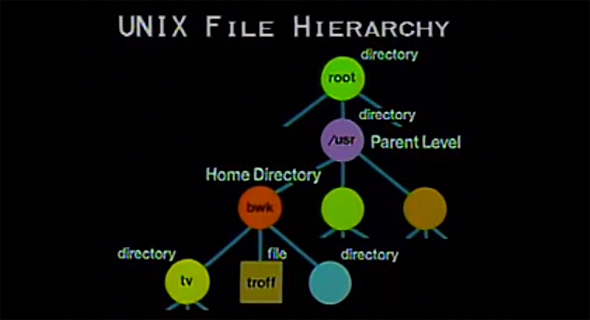 UNIX FILE HIERARCHY
directory
root
directory
/usr Parent Level
Home Directory
bwk
directory file directory
tv troff